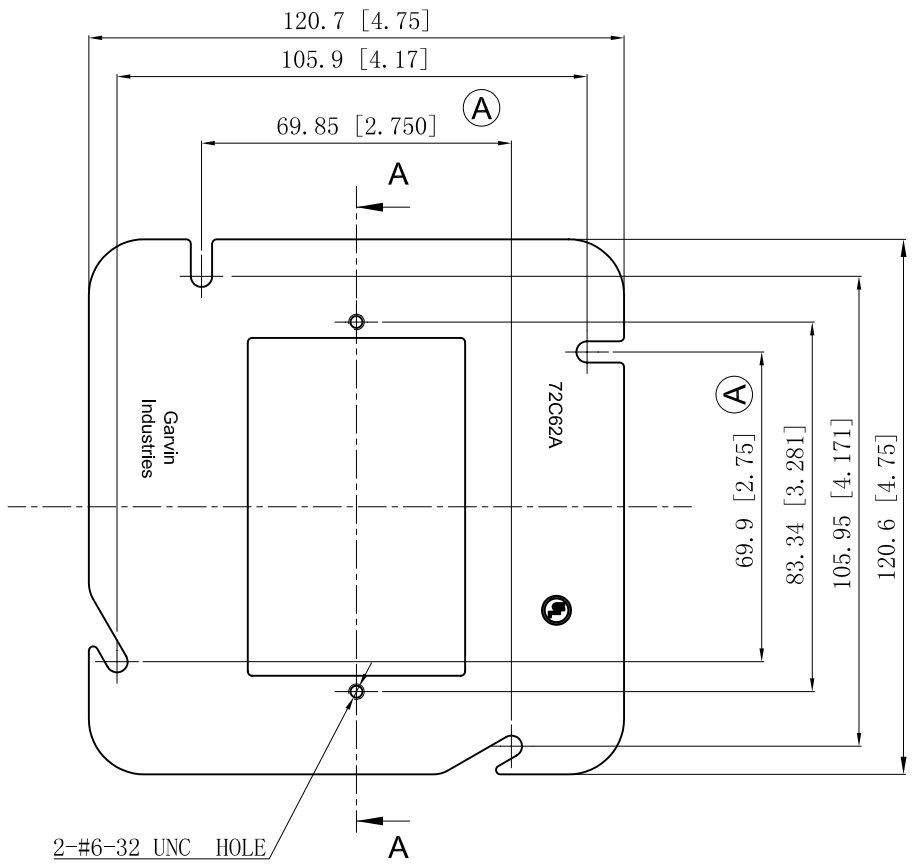 120.7 [4.75]
105.9 [4.17]
A
69.85 [2.750]
A
72C62A
A
Garvin
Industries
69.9 [2.75]
83.34 [3.281]
105.95 [4.171]
120.6 [4.75]
UL
2-#6-32 UNC HOLE
A